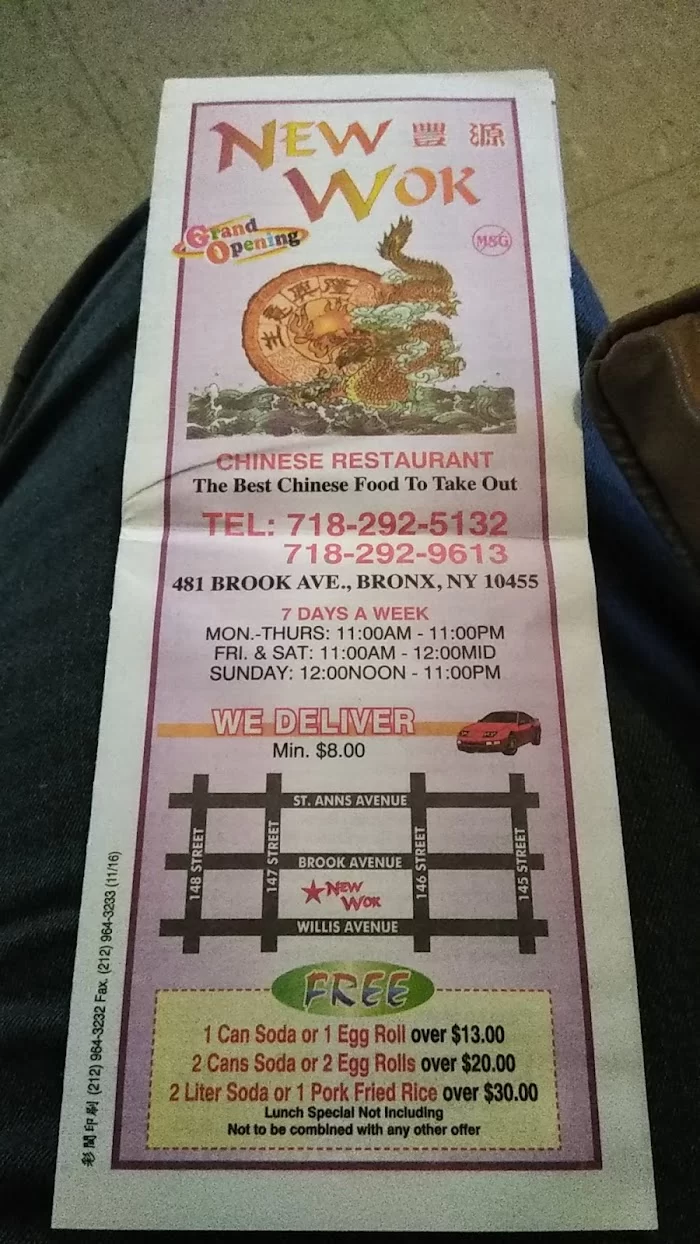 NEW 豐 源
WOK
Grand
Opening
MSG
CHINESE RESTAURANT
The Best Chinese Food To Take Out
TEL: 718-292-5132
718-292-9613
481 BROOK AVE., BRONX, NY 10455
7 DAYS A WEEK
MON.-THURS: 11:00AM - 11:00PM
FRI. & SAT: 11:00AM - 12:00MID
SUNDAY: 12:00NOON - 11:00PM
WE DELIVER
Min. $8.00
ST. ANNS AVENUE
148 STREET
147 STREET
BROOK AVENUE
146 STREET
145 STREET
NEW
WOK
WILLIS AVENUE
FREE
1 Can Soda or 1 Egg Roll over $13.00
2 Cans Soda or 2 Egg Rolls over $20.00
2 Liter Soda or 1 Pork Fried Rice over $30.00
Lunch Special Not Including
Not to be combined with any other offer
印刷 (212) 964-3232 Fax. (212) 964-3233 (11/16)